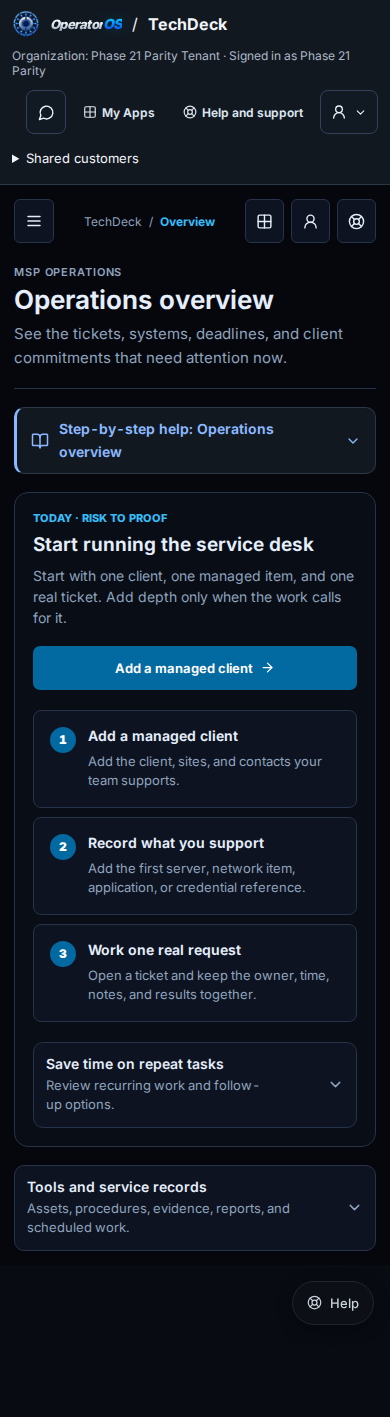 OperatorOS / TechDeck
Organization: Phase 21 Parity Tenant · Signed in as Phase 21
Parity
My Apps
Help and support
Shared customers
TechDeck / Overview
MSP OPERATIONS
Operations overview
See the tickets, systems, deadlines, and client
commitments that need attention now.
Step-by-step help: Operations
overview
TODAY · RISK TO PROOF
Start running the service desk
Start with one client, one managed item, and one
real ticket. Add depth only when the work calls
for it.
Add a managed client
1 Add a managed client
Add the client, sites, and contacts your
team supports.
2 Record what you support
Add the first server, network item,
application, or credential reference.
3 Work one real request
Open a ticket and keep the owner, time,
notes, and results together.
Save time on repeat tasks
Review recurring work and follow-
up options.
Tools and service records
Assets, procedures, evidence, reports, and
scheduled work.
Help